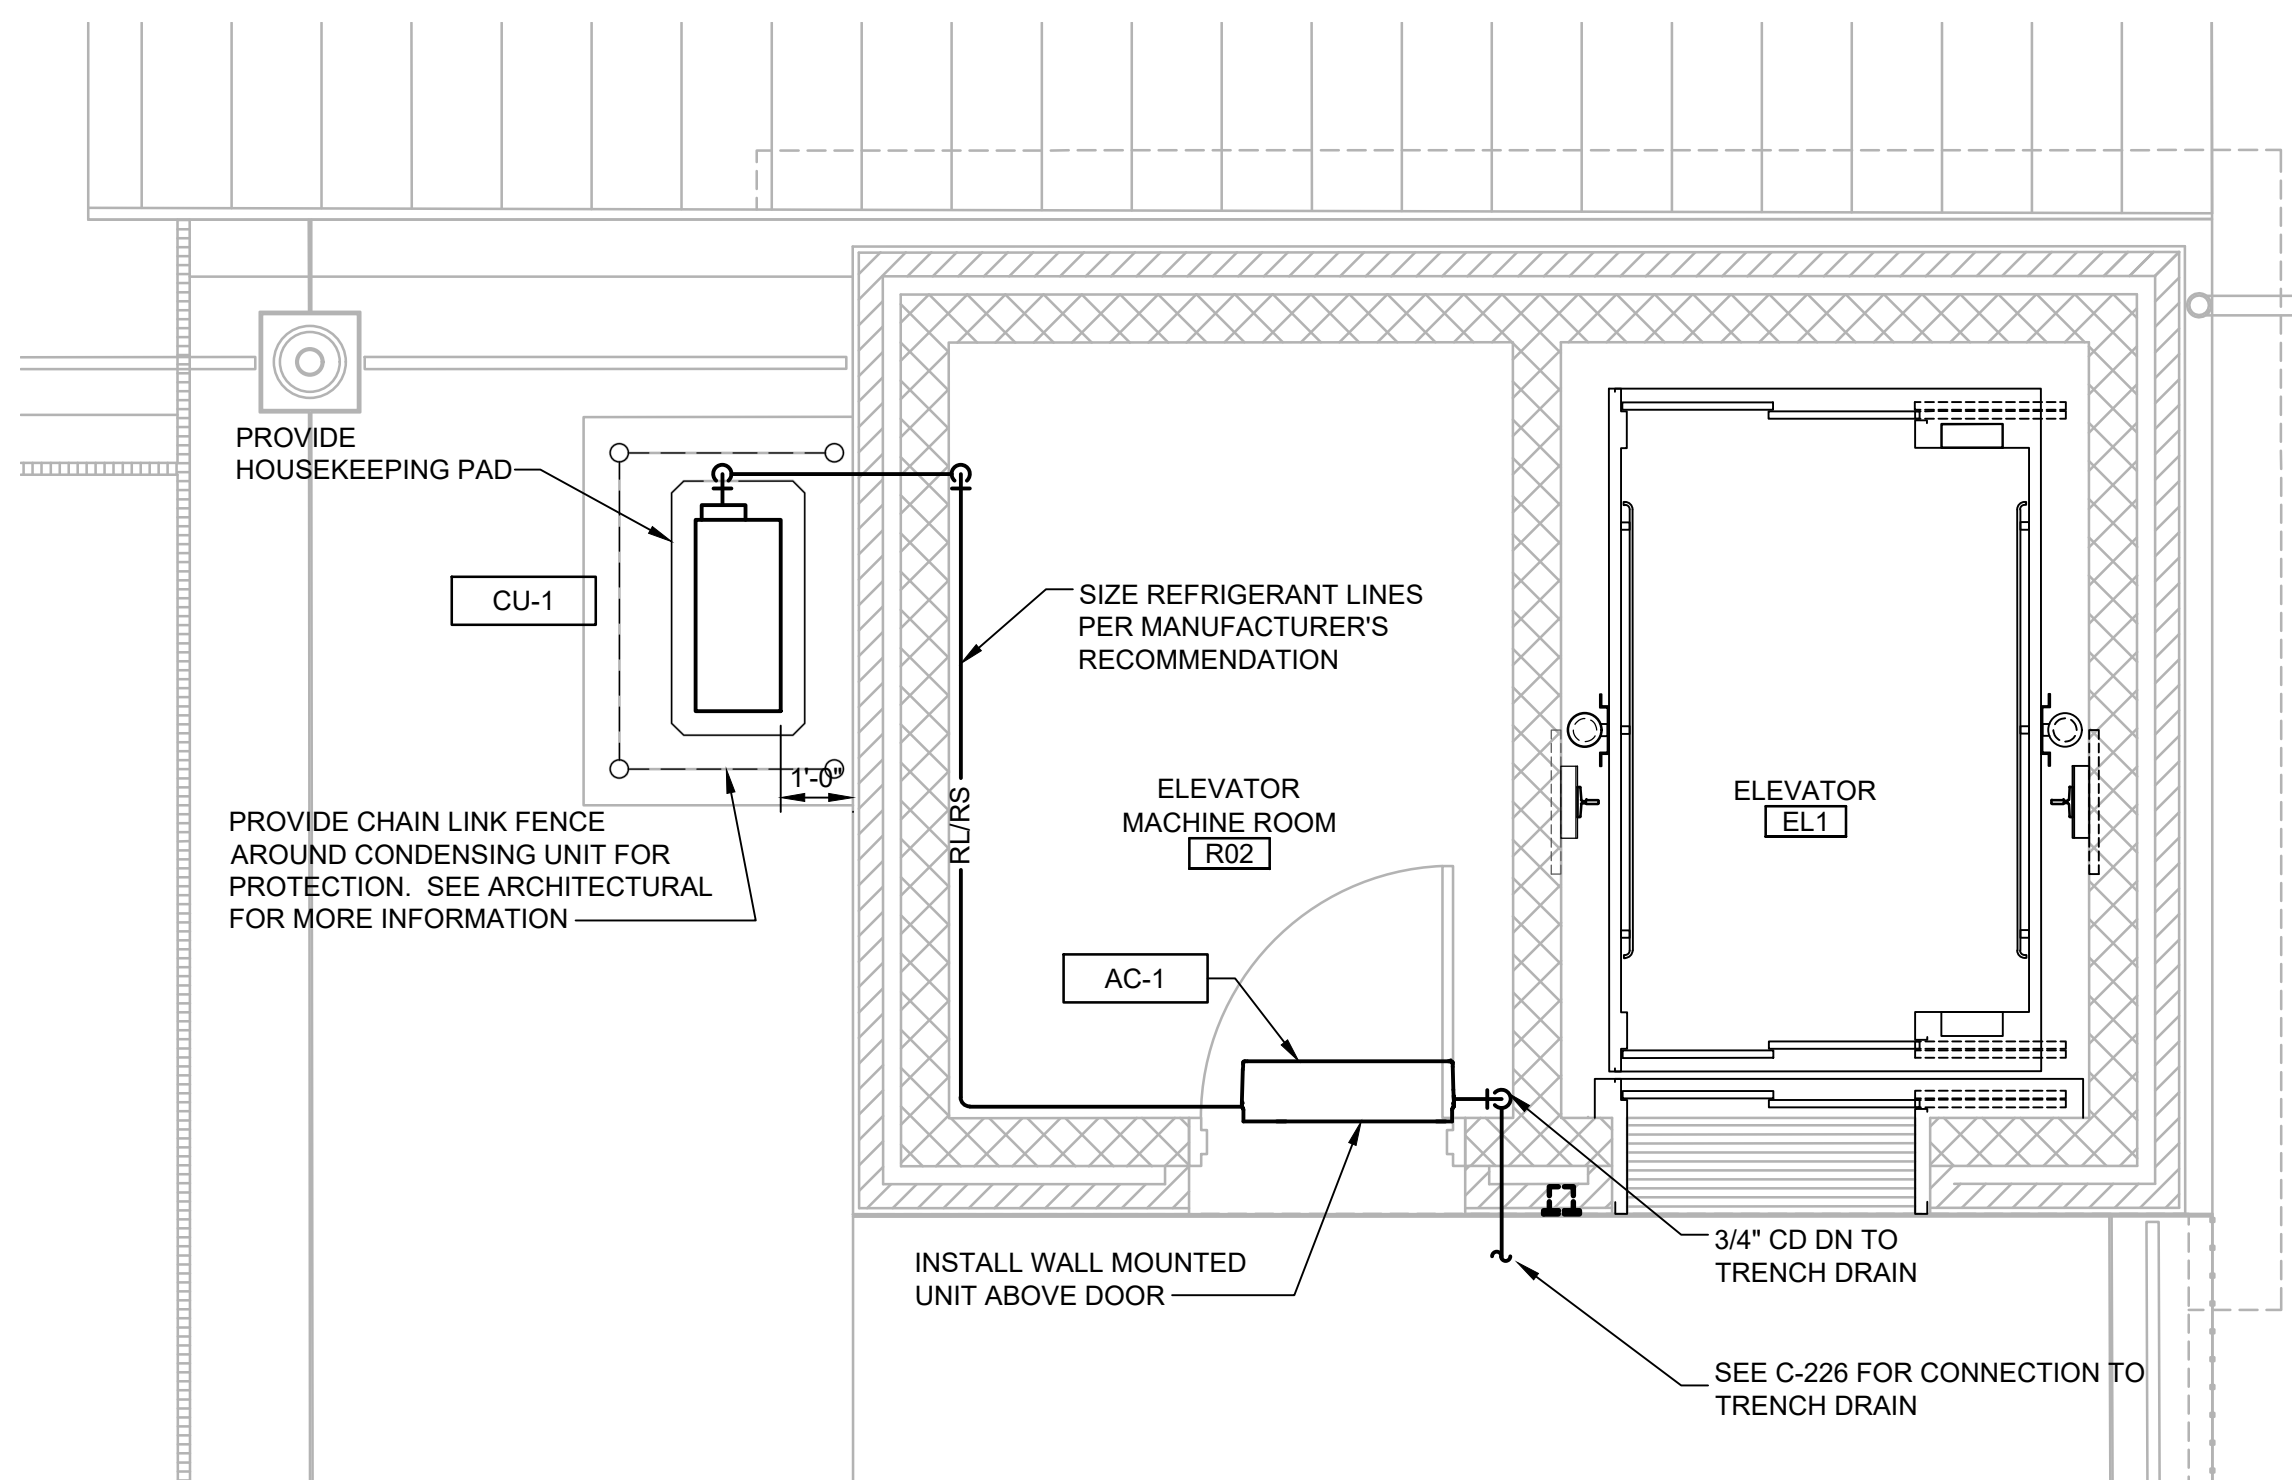 PROVIDE
HOUSEKEEPING PAD
CU-1
SIZE REFRIGERANT LINES
PER MANUFACTURER'S
RECOMMENDATION
1'-0"
RL/RS
ELEVATOR
MACHINE ROOM
R02
ELEVATOR
EL1
PROVIDE CHAIN LINK FENCE
AROUND CONDENSING UNIT FOR
PROTECTION. SEE ARCHITECTURAL
FOR MORE INFORMATION
AC-1
INSTALL WALL MOUNTED
UNIT ABOVE DOOR
3/4" CD DN TO
TRENCH DRAIN
SEE C-226 FOR CONNECTION TO
TRENCH DRAIN